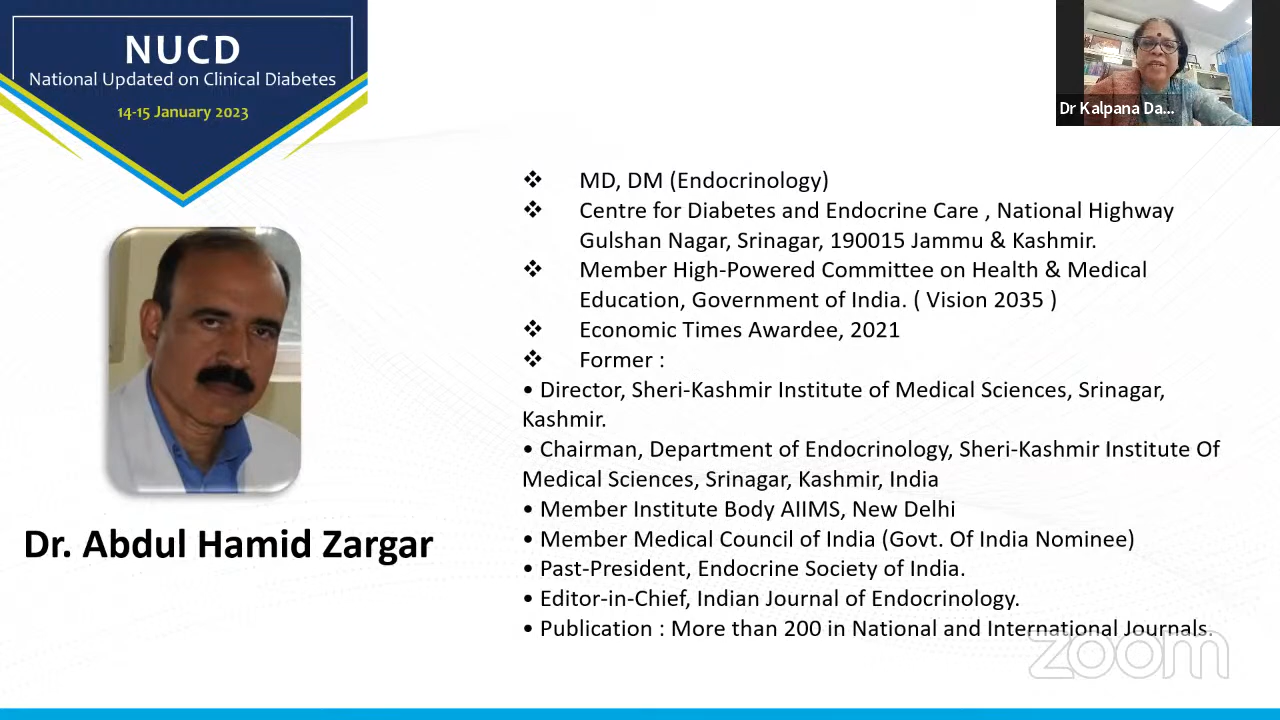 NUCD
National Updated on Clinical Diabetes
14-15 January 2023
Dr Kalpana Da...
❖ MD, DM (Endocrinology)
❖ Centre for Diabetes and Endocrine Care , National Highway
Gulshan Nagar, Srinagar, 190015 Jammu & Kashmir.
❖ Member High-Powered Committee on Health & Medical
Education, Government of India. ( Vision 2035 )
❖ Economic Times Awardee, 2021
❖ Former :
• Director, Sheri-Kashmir Institute of Medical Sciences, Srinagar,
Kashmir.
• Chairman, Department of Endocrinology, Sheri-Kashmir Institute Of
Medical Sciences, Srinagar, Kashmir, India
• Member Institute Body AIIMS, New Delhi
• Member Medical Council of India (Govt. Of India Nominee)
• Past-President, Endocrine Society of India.
• Editor-in-Chief, Indian Journal of Endocrinology.
• Publication : More than 200 in National and International Journals.
Dr. Abdul Hamid Zargar
zoom